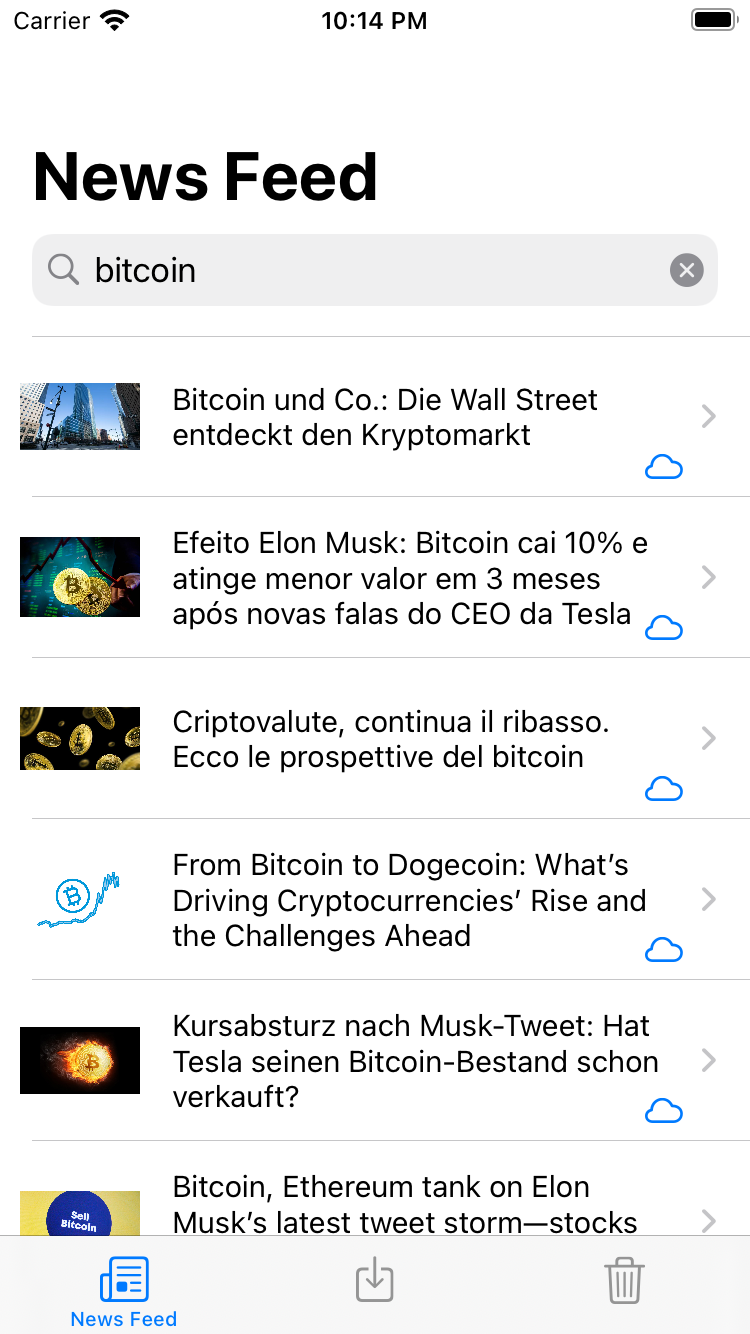 Carrier 10:14 PM
News Feed
bitcoin
Bitcoin und Co.: Die Wall Street
entdeckt den Kryptomarkt
Efeito Elon Musk: Bitcoin cai 10% e
atinge menor valor em 3 meses
após novas falas do CEO da Tesla
Criptovalute, continua il ribasso.
Ecco le prospettive del bitcoin
From Bitcoin to Dogecoin: What’s
Driving Cryptocurrencies’ Rise and
the Challenges Ahead
Kursabsturz nach Musk-Tweet: Hat
Tesla seinen Bitcoin-Bestand schon
verkauft?
Sell
Bitcoin
Bitcoin, Ethereum tank on Elon
Musk’s latest tweet storm—stocks
News Feed